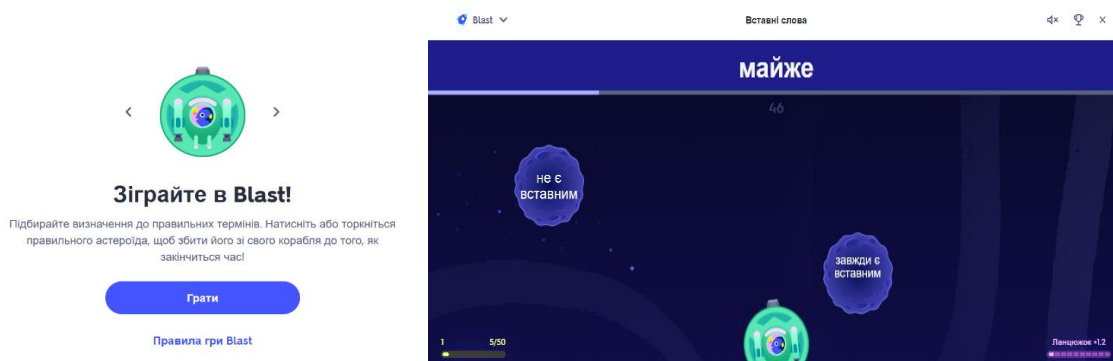 Зіграйте в Blast!
Підбирайте визначення до правильних термінів. Натисніть або торкніться
правильного астероїда, щоб збити його зі свого корабля до того, як
закінчиться час!
Грати
Правила гри Blast
Blast
Вставні слова
майже
46
не є
вставним
завжди є
вставним
1
5/50
Ланцюжок ×1.2